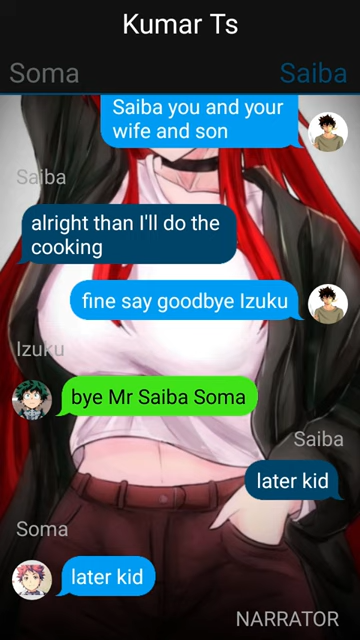 Kumar Ts
Soma
Saiba
Saiba you and your
wife and son
Saiba
alright than I'll do the
cooking
fine say goodbye Izuku
Izuku
bye Mr Saiba Soma
Saiba
later kid
Soma
later kid
NARRATOR